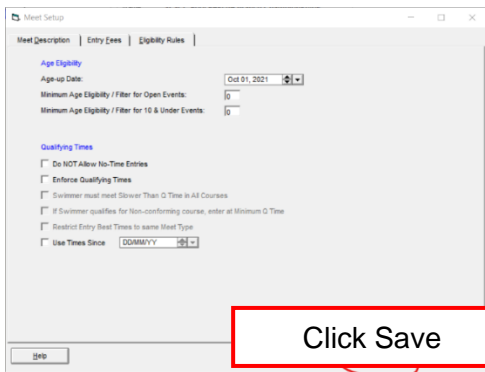 Meet Setup
Meet Description | Entry Fees | Eligibility Rules |
Age Eligibility
Age-up Date: Oct 01, 2021
Minimum Age Eligibility / Filter for Open Events: 0
Minimum Age Eligibility / Filter for 10 & Under Events: 0
Qualifying Times
Do NOT Allow No-Time Entries
Enforce Qualifying Times
Swimmer must meet Slower Than Q Time in All Courses
If Swimmer qualifies for Non-conforming course, enter at Minimum Q Time
Restrict Entry Best Times to same Meet Type
Use Times Since DD/MM/YY
Click Save
Help